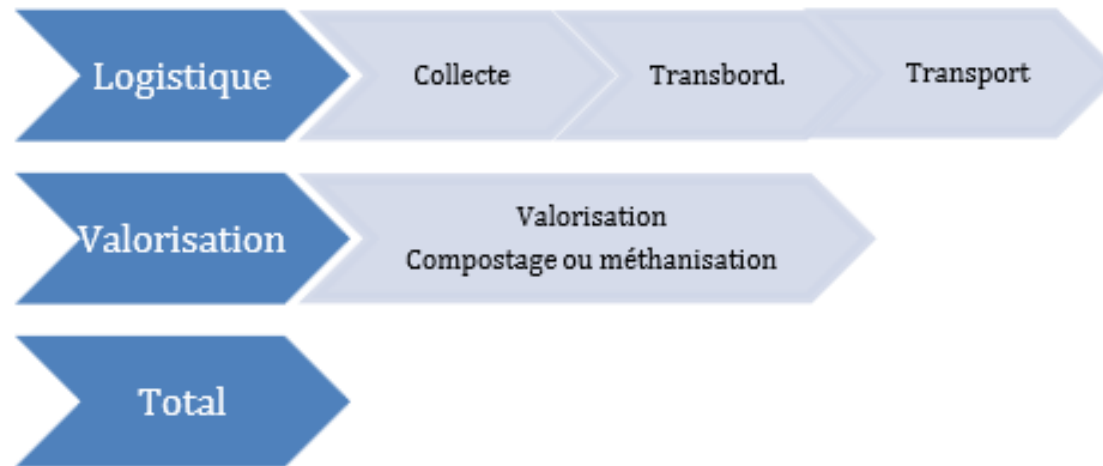 Logistique
Collecte
Transbord.
Transport
Valorisation
Valorisation
Compostage ou méthanisation
Total